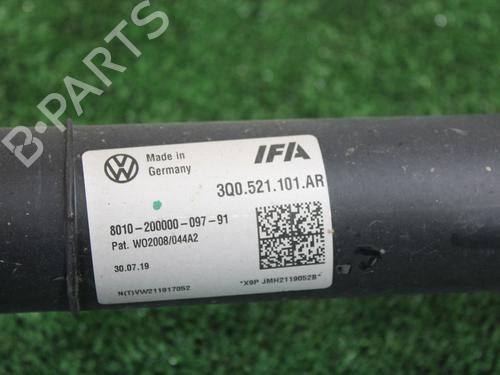 B-PARTS
Made in
Germany
IFA
3Q0.521.101.AR
8010-200000-097-91
Pat. WO2008/044A2
30.07.19
N(T)VW211917052
*X9P JMH2119052B*